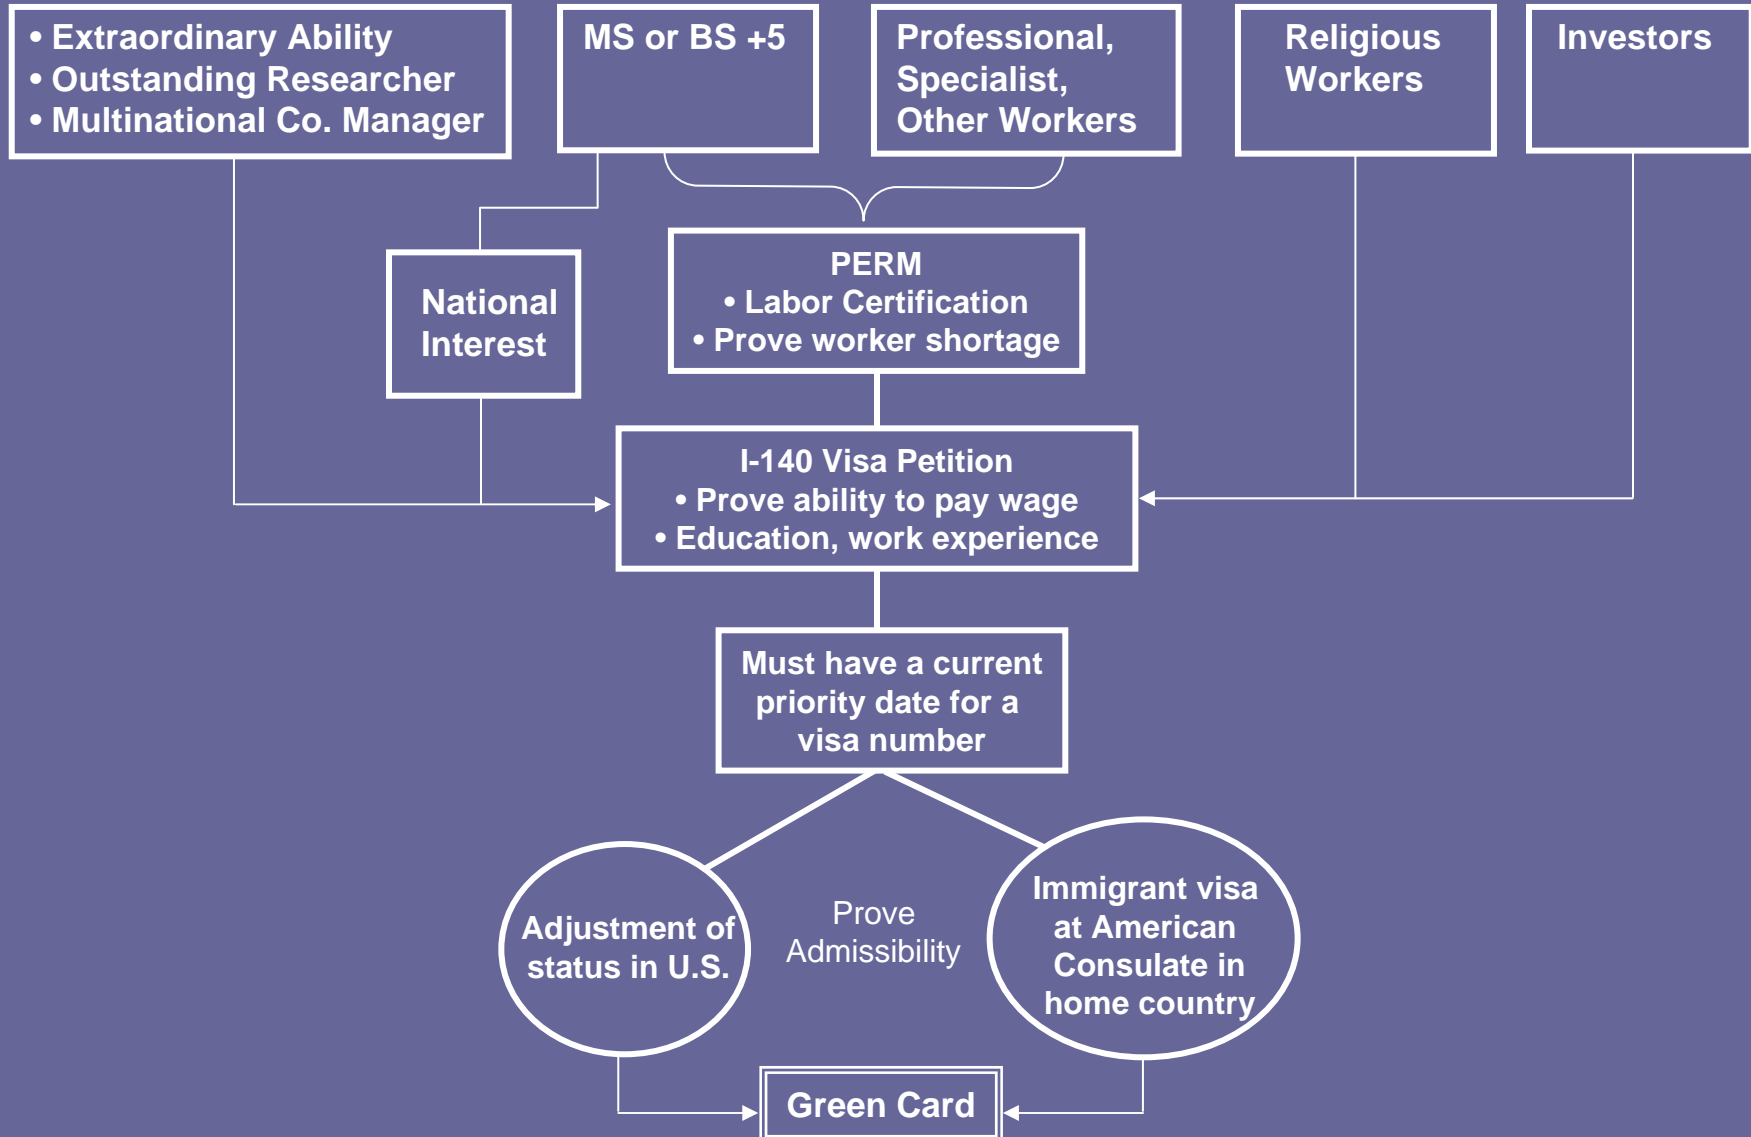 • Extraordinary Ability
• Outstanding Researcher
• Multinational Co. Manager
MS or BS +5
Professional,
Specialist,
Other Workers
Religious
Workers
Investors
National
Interest
PERM
• Labor Certification
• Prove worker shortage
I-140 Visa Petition
• Prove ability to pay wage
• Education, work experience
Must have a current
priority date for a
visa number
Adjustment of
status in U.S.
Prove
Admissibility
Immigrant visa
at American
Consulate in
home country
Green Card